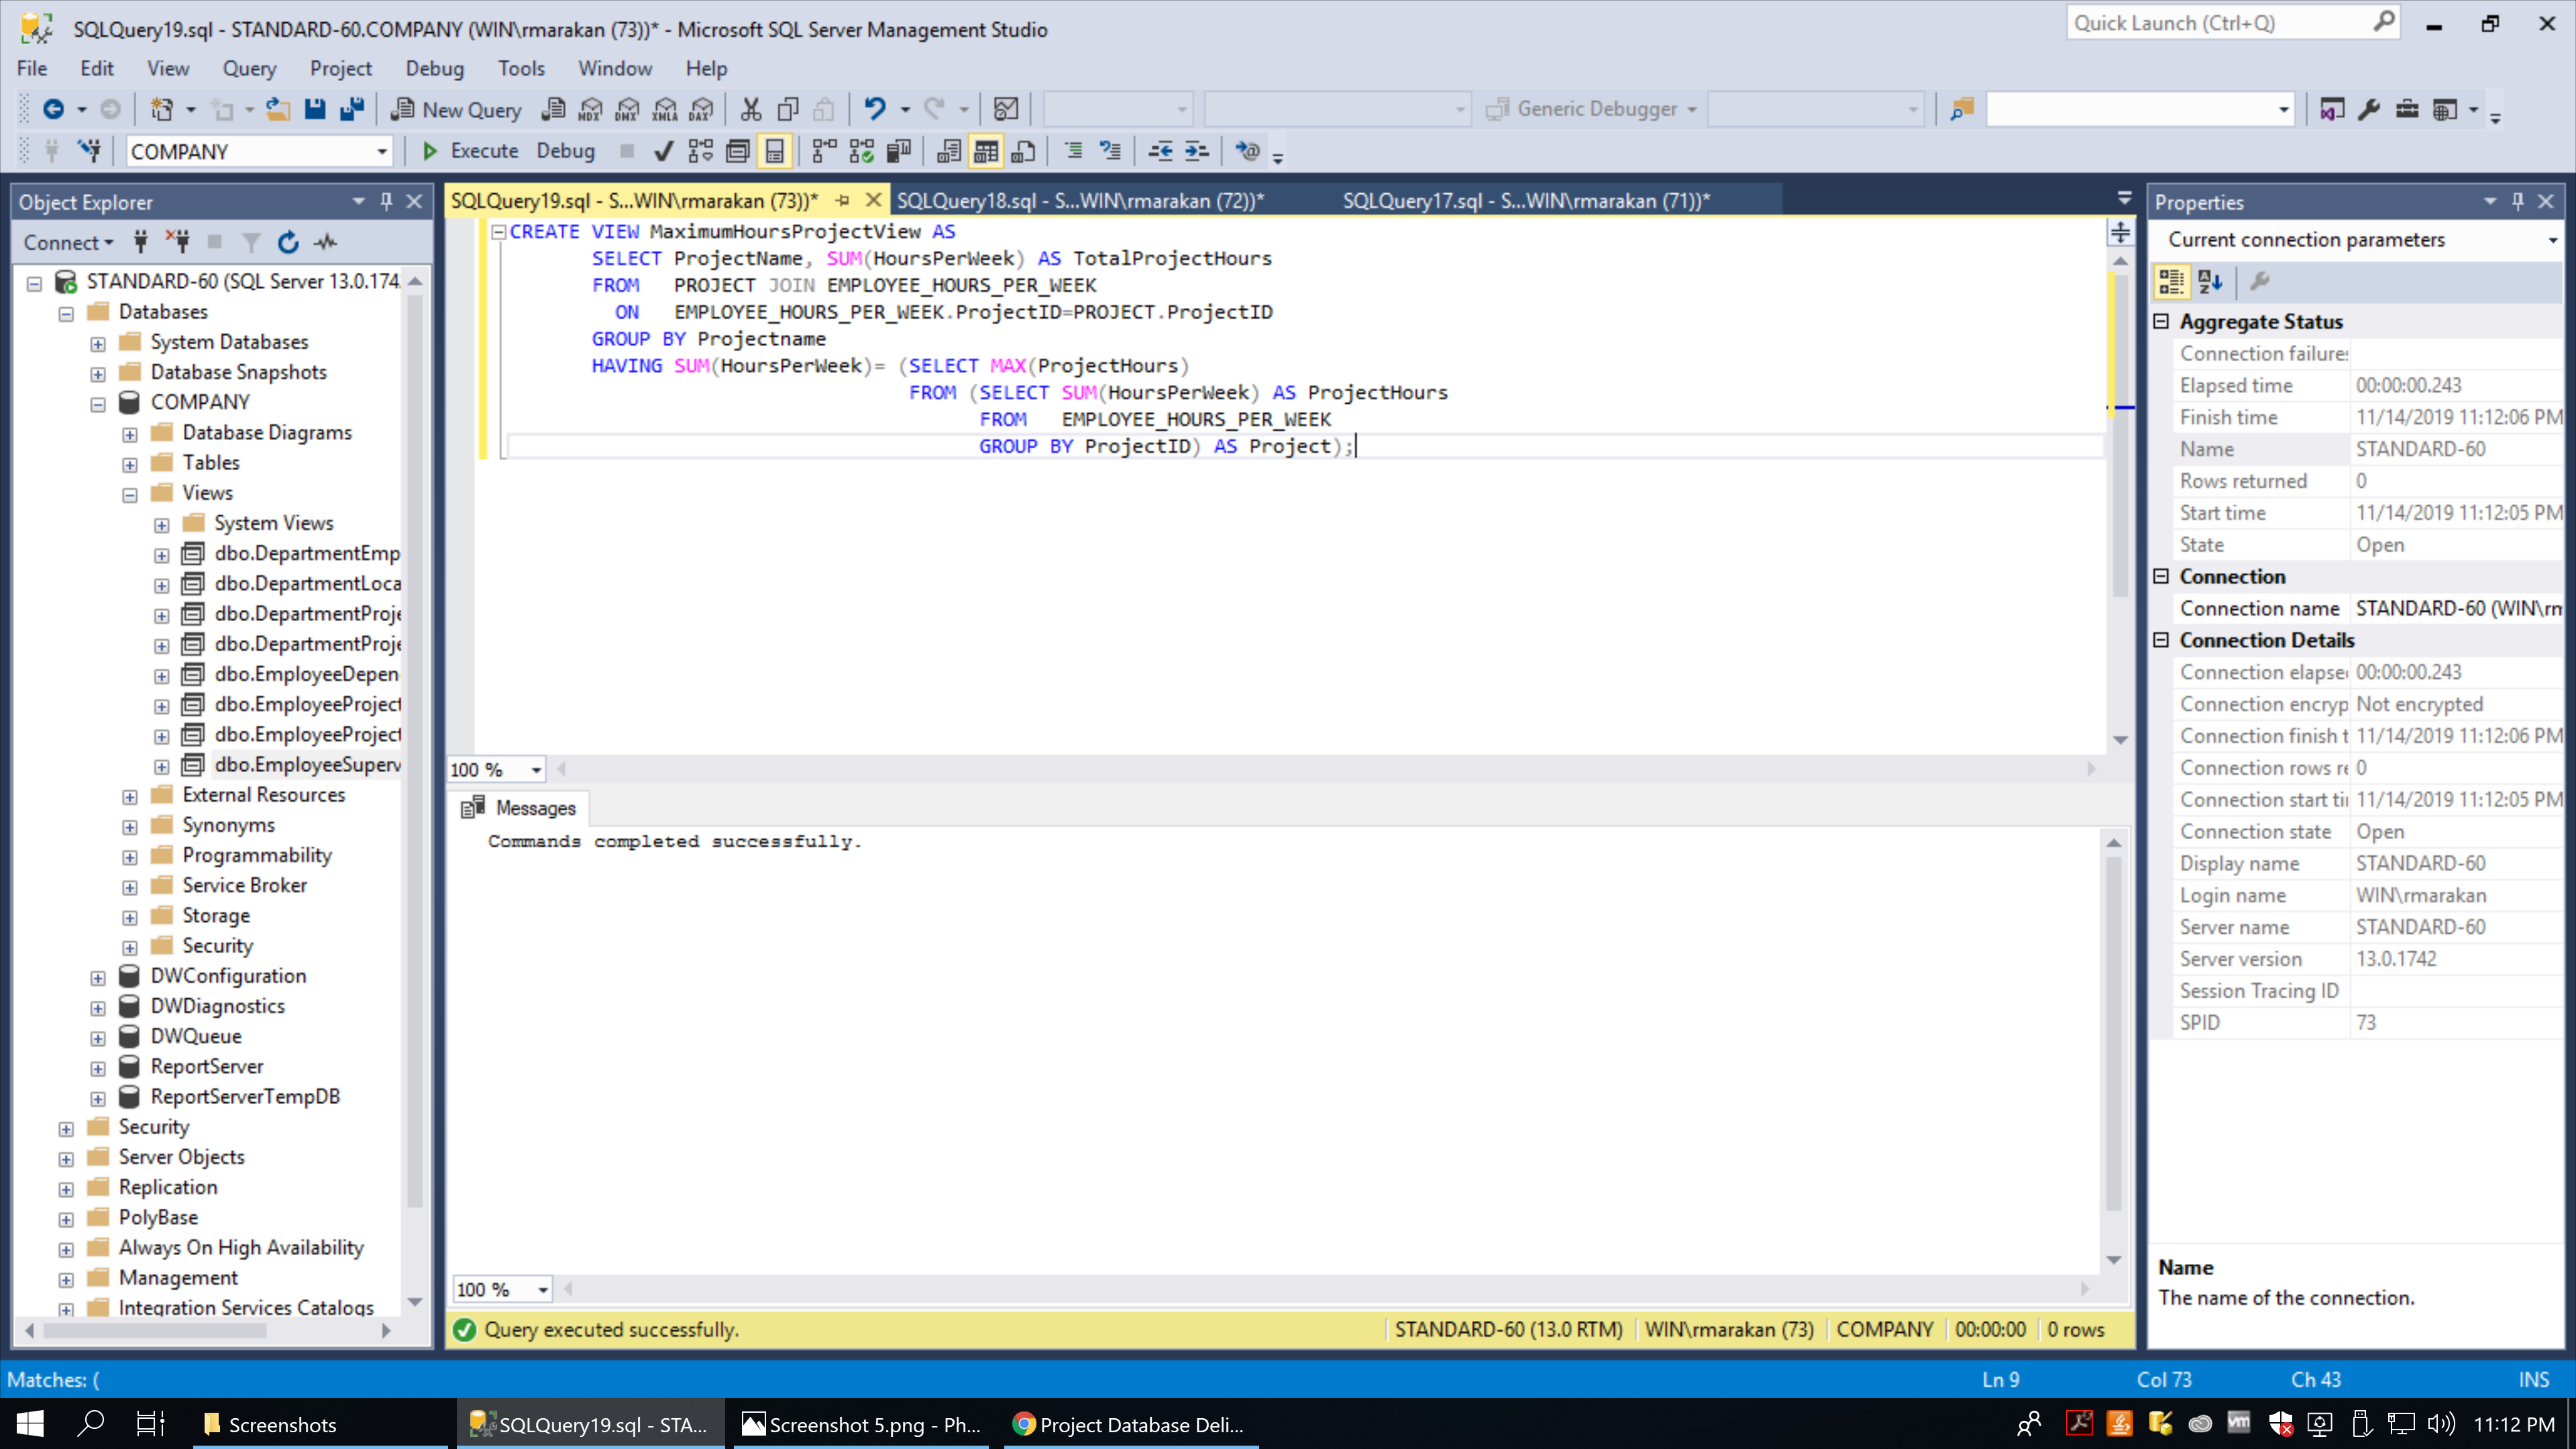 SQLQuery19.sql - STANDARD-60.COMPANY (WIN\rmarakan (73))* - Microsoft SQL Server Management Studio
Quick Launch (Ctrl+Q)
File Edit View Query Project Debug Tools Window Help
New Query MDX DMX XMLA DAX Generic Debugger
COMPANY Execute Debug
Object Explorer
Connect
STANDARD-60 (SQL Server 13.0.174
Databases
System Databases
Database Snapshots
COMPANY
Database Diagrams
Tables
Views
System Views
dbo.DepartmentEmp
dbo.DepartmentLoca
dbo.DepartmentProje
dbo.DepartmentProje
dbo.EmployeeDepen
dbo.EmployeeProject
dbo.EmployeeProject
dbo.EmployeeSuperv
External Resources
Synonyms
Programmability
Service Broker
Storage
Security
DWConfiguration
DWDiagnostics
DWQueue
ReportServer
ReportServerTempDB
Security
Server Objects
Replication
PolyBase
Always On High Availability
Management
Integration Services Catalogs
SQLQuery19.sql - S...WIN\rmarakan (73))* SQLQuery18.sql - S...WIN\rmarakan (72))* SQLQuery17.sql - S...WIN\rmarakan (71))*
CREATE VIEW MaximumHoursProjectView AS
SELECT ProjectName, SUM(HoursPerWeek) AS TotalProjectHours
FROM PROJECT JOIN EMPLOYEE_HOURS_PER_WEEK
ON EMPLOYEE_HOURS_PER_WEEK.ProjectID=PROJECT.ProjectID
GROUP BY Projectname
HAVING SUM(HoursPerWeek)= (SELECT MAX(ProjectHours)
FROM (SELECT SUM(HoursPerWeek) AS ProjectHours
FROM EMPLOYEE_HOURS_PER_WEEK
GROUP BY ProjectID) AS Project);
100 %
Messages
Commands completed successfully.
100 %
Query executed successfully. STANDARD-60 (13.0 RTM) WIN\rmarakan (73) COMPANY 00:00:00 0 rows
Properties
Current connection parameters
Aggregate Status
Connection failure
Elapsed time 00:00:00.243
Finish time 11/14/2019 11:12:06 PM
Name STANDARD-60
Rows returned 0
Start time 11/14/2019 11:12:05 PM
State Open
Connection
Connection name STANDARD-60 (WIN\rm
Connection Details
Connection elapse 00:00:00.243
Connection encryp Not encrypted
Connection finish t 11/14/2019 11:12:06 PM
Connection rows re 0
Connection start ti 11/14/2019 11:12:05 PM
Connection state Open
Display name STANDARD-60
Login name WIN\rmarakan
Server name STANDARD-60
Server version 13.0.1742
Session Tracing ID
SPID 73
Name
The name of the connection.
Matches: ( Ln 9 Col 73 Ch 43 INS
Screenshots SQLQuery19.sql - STA... Screenshot 5.png - Ph... Project Database Deli... vm 11:12 PM